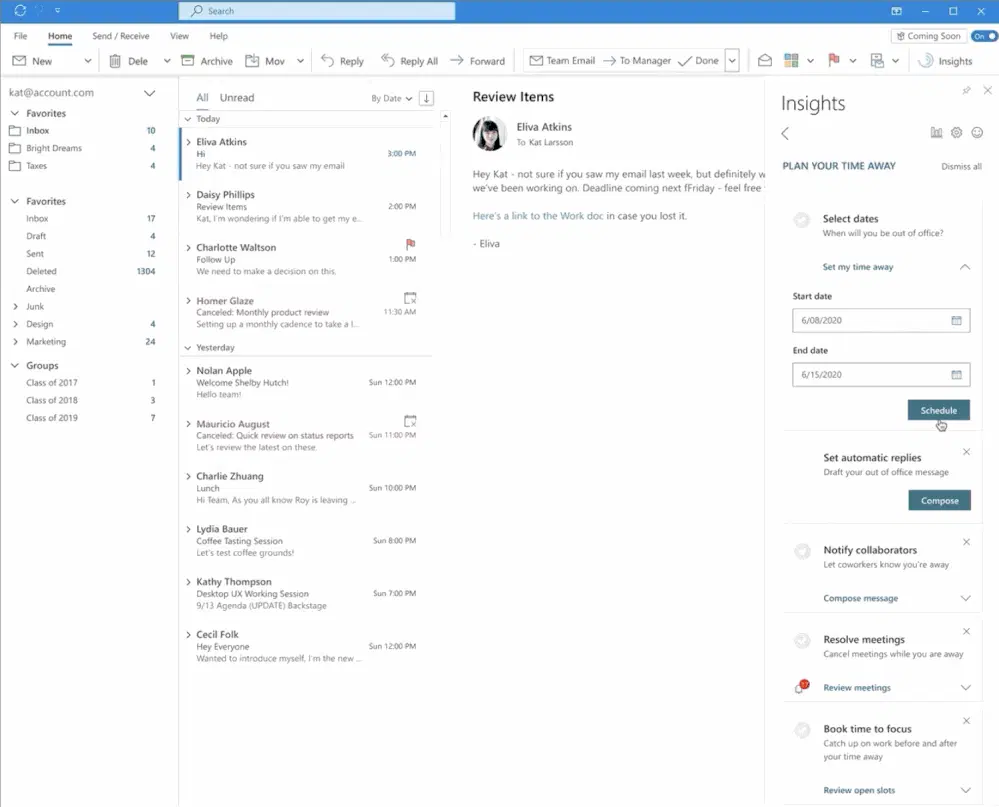 Search
File Home Send / Receive View Help
Coming Soon On
New Dele Archive Mov Reply Reply All Forward Team Email To Manager Done Insights
kat@account.com
Favorites
Inbox 10
Bright Dreams 4
Taxes 4
Favorites
Inbox 17
Draft 4
Sent 12
Deleted 1304
Archive
Junk
Design 4
Marketing 24
Groups
Class of 2017 1
Class of 2018 3
Class of 2019 7
All Unread By Date
Today
Eliva Atkins
Hi 3:00 PM
Hey Kat - not sure if you saw my email
Daisy Phillips
Review Items 2:00 PM
Kat, I'm wondering if I'm able to get my e...
Charlotte Waltson
Follow Up 1:00 PM
We need to make a decision on this.
Homer Glaze
Canceled: Monthly product review 11:30 AM
Setting up a monthly cadence to take a l...
Yesterday
Nolan Apple
Welcome Shelby Hutch! Sun 12:00 PM
Hello team!
Mauricio August
Canceled: Quick review on status reports Sun 11:00 PM
Let's review the latest on these.
Charlie Zhuang
Lunch Sun 10:00 PM
Hi Team, As you all know Roy is leaving ...
Lydia Bauer
Coffee Tasting Session Sun 8:00 PM
Let's test coffee grounds!
Kathy Thompson
Desktop UX Working Session Sun 7:00 PM
9/13 Agenda (UPDATE) Backstage
Cecil Folk
Hey Everyone Sun 12:00 PM
Wanted to introduce myself, I'm the new ...
Review Items
Eliva Atkins
To Kat Larsson
Hey Kat - not sure if you saw my email last week, but definitely w
we've been working on. Deadline coming next fFriday - feel free
Here's a link to the Work doc in case you lost it.
- Eliva
Insights
PLAN YOUR TIME AWAY Dismiss all
Select dates
When will you be out of office?
Set my time away
Start date
6/08/2020
End date
6/15/2020
Schedule
Set automatic replies
Draft your out of office message
Compose
Notify collaborators
Let coworkers know you're away
Compose message
Resolve meetings
Cancel meetings while you are away
Review meetings
Book time to focus
Catch up on work before and after
your time away
Review open slots